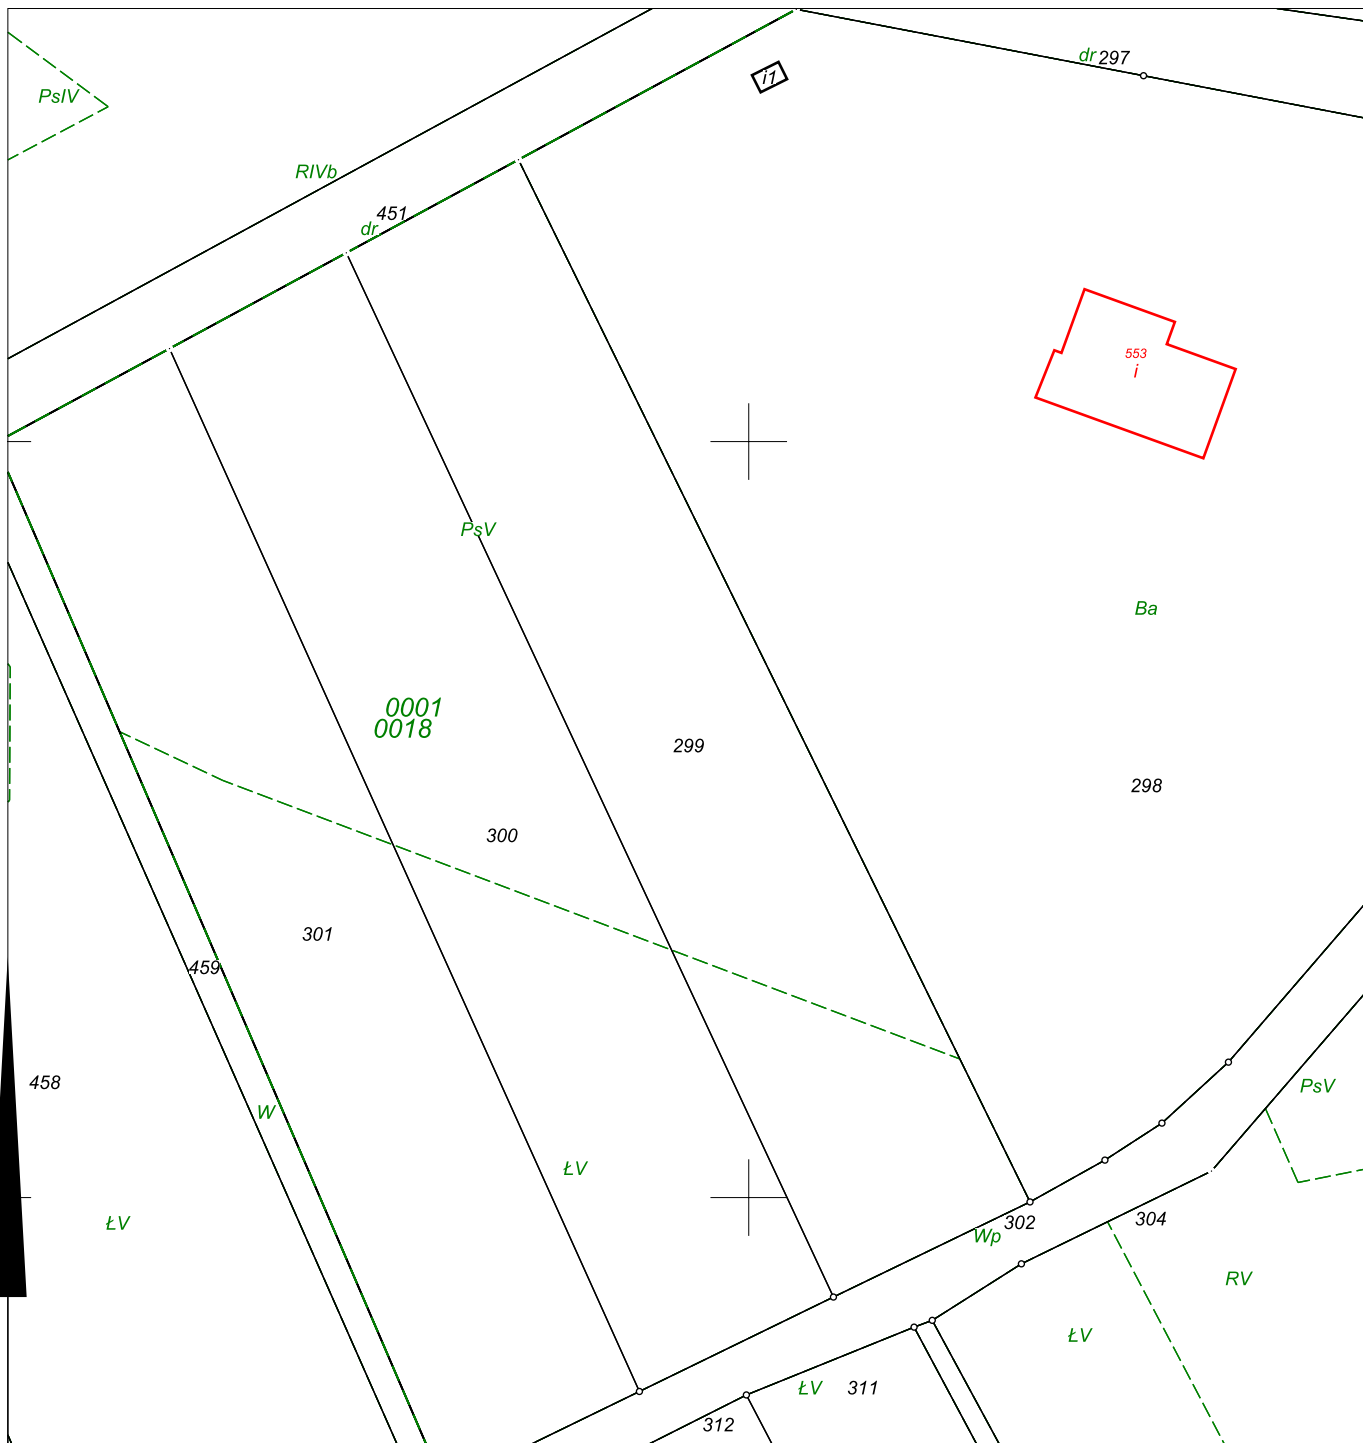 dr 297
i1
PsIV
RIVb
451
dr
553
i
PsV
Ba
0001
0018
299
298
300
301
459
458
W
PsV
ŁV
ŁV
302
304
Wp
RV
ŁV
ŁV
311
312